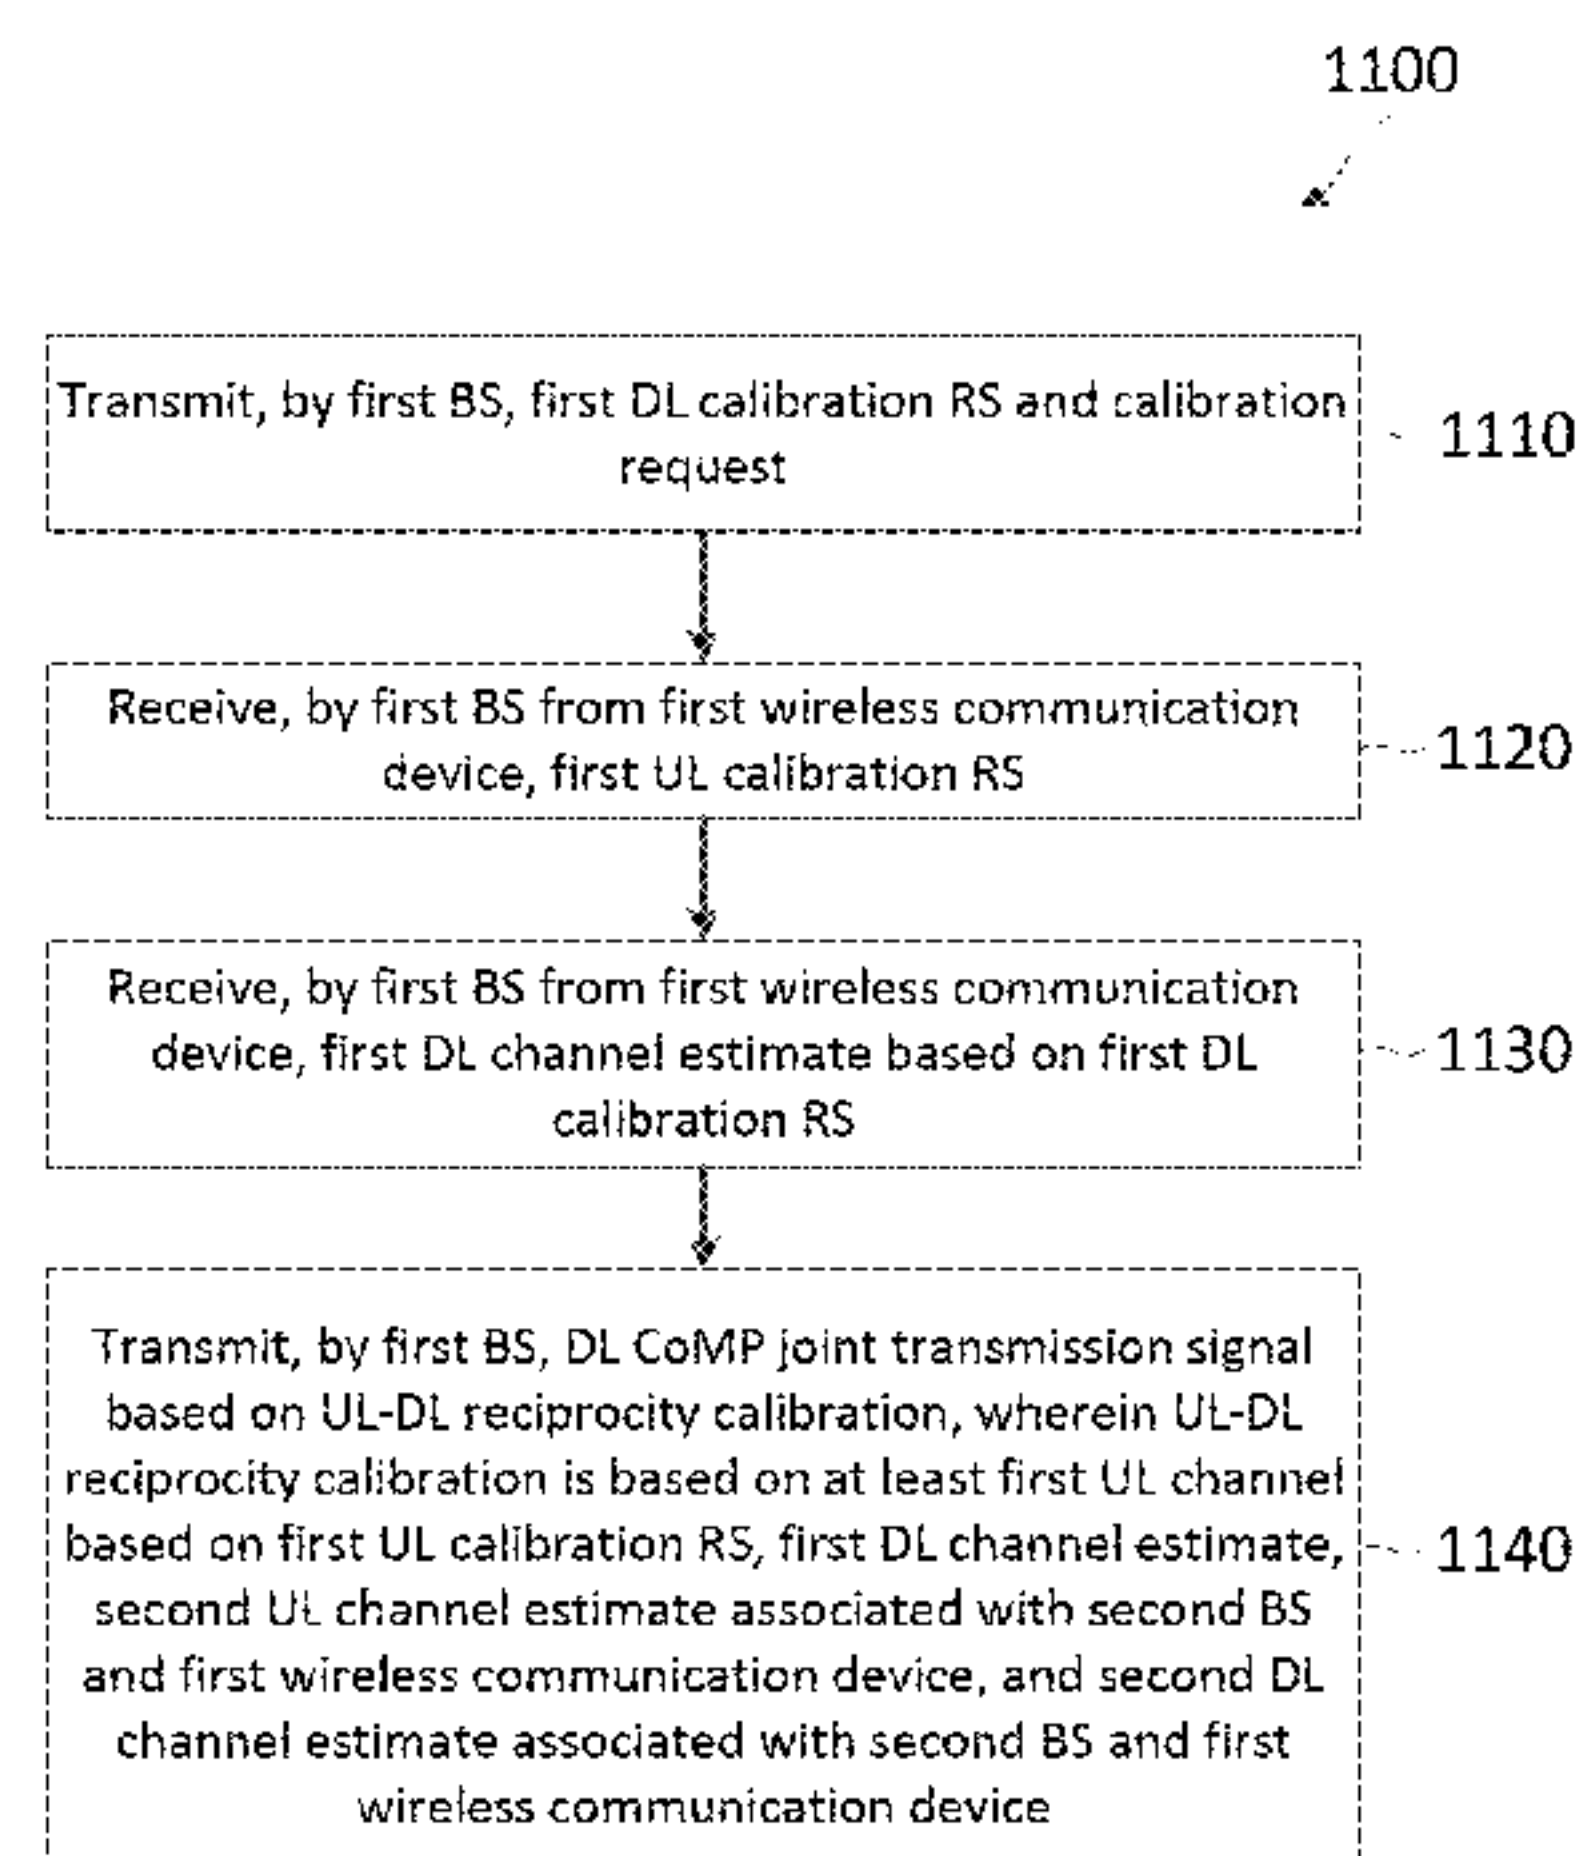 1100
Transmit, by first BS, first DL calibration RS and calibration
request
1110
Receive, by first BS from first wireless communication
device, first UL calibration RS
1120
Receive, by first BS from first wireless communication
device, first DL channel estimate based on first DL
calibration RS
1130
Transmit, by first BS, DL CoMP joint transmission signal
based on UL-DL reciprocity calibration, wherein UL-DL
reciprocity calibration is based on at least first UL channel
based on first UL calibration RS, first DL channel estimate,
second UL channel estimate associated with second BS
and first wireless communication device, and second DL
channel estimate associated with second BS and first
wireless communication device
1140